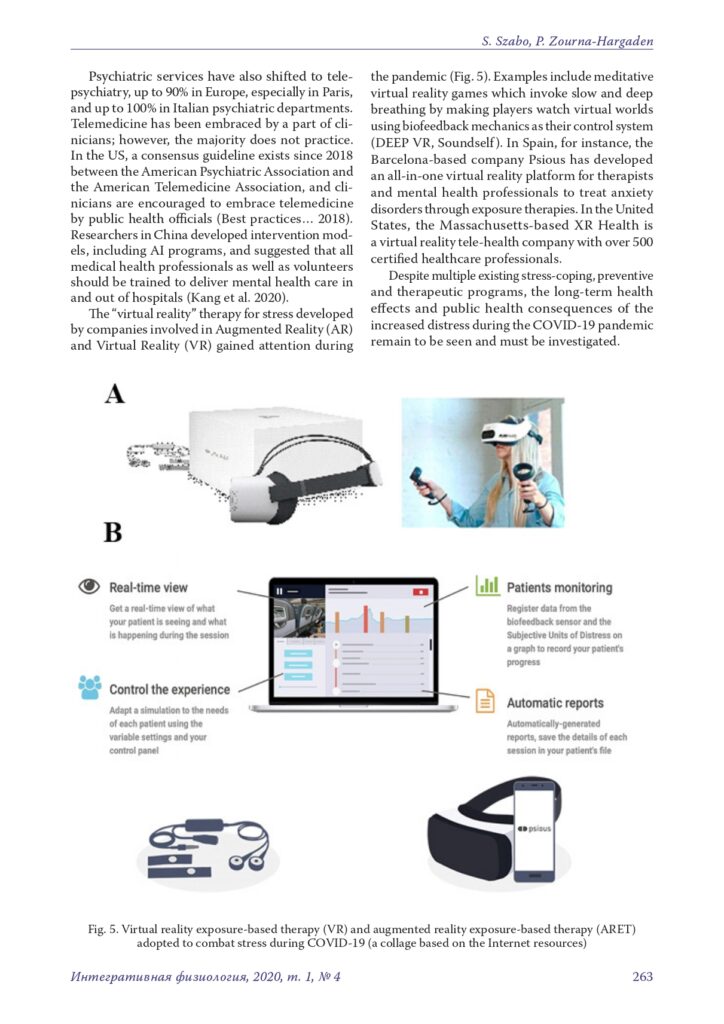 S. Szabo, P. Zourna-Hargaden
Psychiatric services have also shifted to tele-
psychiatry, up to 90% in Europe, especially in Paris,
and up to 100% in Italian psychiatric departments.
Telemedicine has been embraced by a part of cli-
nicians; however, the majority does not practice.
In the US, a consensus guideline exists since 2018
between the American Psychiatric Association and
the American Telemedicine Association, and cli-
nicians are encouraged to embrace telemedicine
by public health officials (Best practices… 2018).
Researchers in China developed intervention mod-
els, including AI programs, and suggested that all
medical health professionals as well as volunteers
should be trained to deliver mental health care in
and out of hospitals (Kang et al. 2020).
The “virtual reality” therapy for stress developed
by companies involved in Augmented Reality (AR)
and Virtual Reality (VR) gained attention during
the pandemic (Fig. 5). Examples include meditative
virtual reality games which invoke slow and deep
breathing by making players watch virtual worlds
using biofeedback mechanics as their control system
(DEEP VR, Soundself). In Spain, for instance, the
Barcelona-based company Psious has developed
an all-in-one virtual reality platform for therapists
and mental health professionals to treat anxiety
disorders through exposure therapies. In the United
States, the Massachusetts-based XR Health is
a virtual reality tele-health company with over 500
certified healthcare professionals.
Despite multiple existing stress-coping, preventive
and therapeutic programs, the long-term health
effects and public health consequences of the
increased distress during the COVID-19 pandemic
remain to be seen and must be investigated.
A
B
Real-time view
Get a real-time view of what
your patient is seeing and what
is happening during the session
Control the experience
Adapt a simulation to the needs
of each patient using the
variable settings and your
control panel
Patients monitoring
Register data from the
biofeedback sensor and the
Subjective Units of Distress on
a graph to record your patient's
progress
Automatic reports
Automatically-generated
reports, save the details of each
session in your patient's file
psious
Fig. 5. Virtual reality exposure-based therapy (VR) and augmented reality exposure-based therapy (ARET)
adopted to combat stress during COVID-19 (a collage based on the Internet resources)
Интегративная физиология, 2020, т. 1, № 4
263